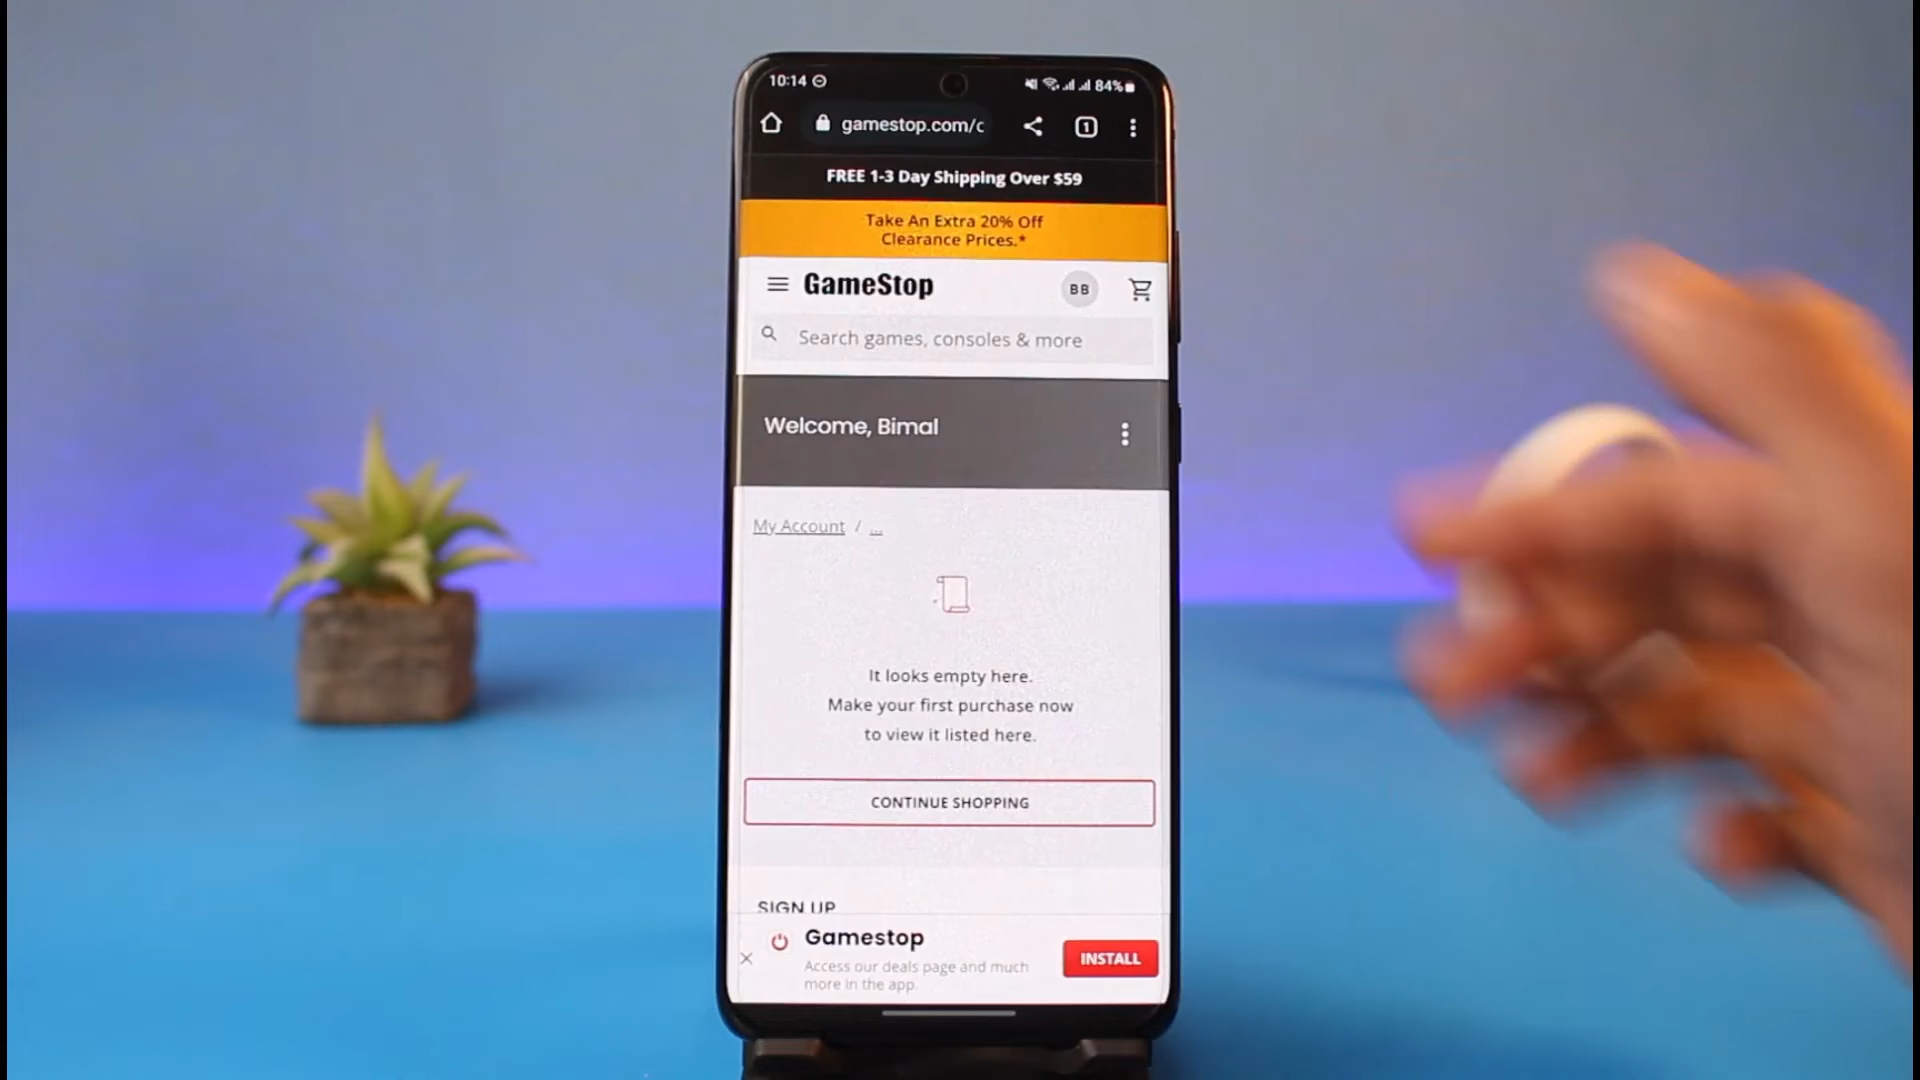 10:14
84%
gamestop.com/c
1
FREE 1-3 Day Shipping Over $59
Take An Extra 20% Off
Clearance Prices.*
GameStop
BB
Search games, consoles & more
Welcome, Bimal
My Account / ...
It looks empty here.
Make your first purchase now
to view it listed here.
CONTINUE SHOPPING
SIGN UP
Gamestop
Access our deals page and much
more in the app.
INSTALL